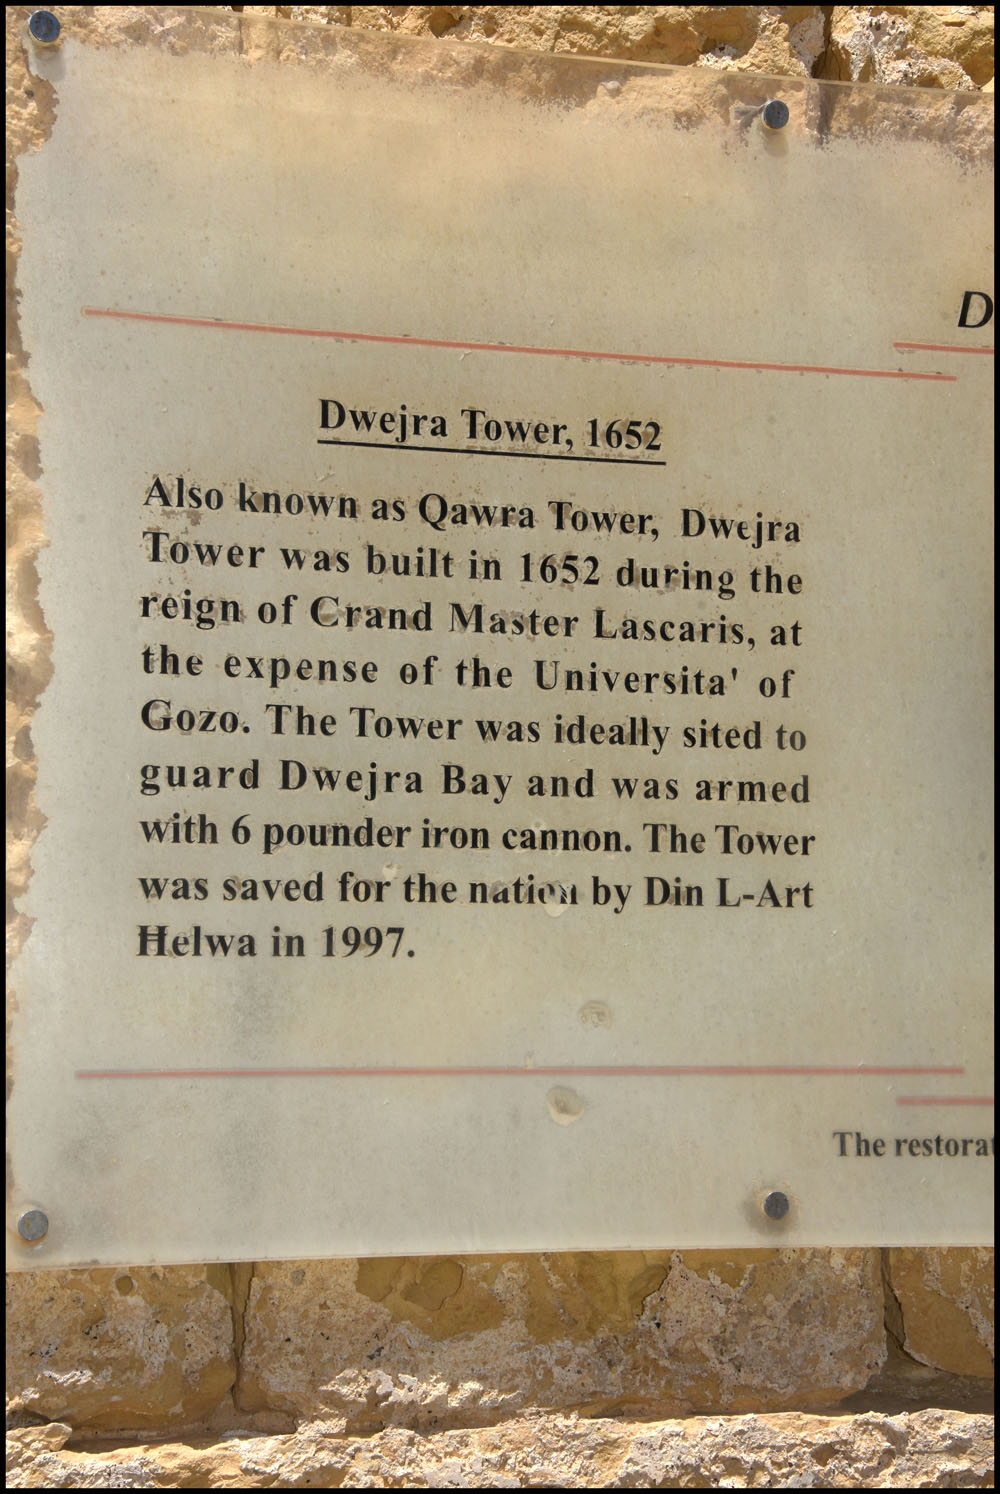 Dwejra Tower, 1652
Also known as Qawra Tower, Dwejra
Tower was built in 1652 during the
reign of Grand Master Lascaris, at
the expense of the Universita' of
Gozo. The Tower was ideally sited to
guard Dwejra Bay and was armed
with 6 pounder iron cannon. The Tower
was saved for the nation by Din L-Art
Helwa in 1997.
D
The restorat